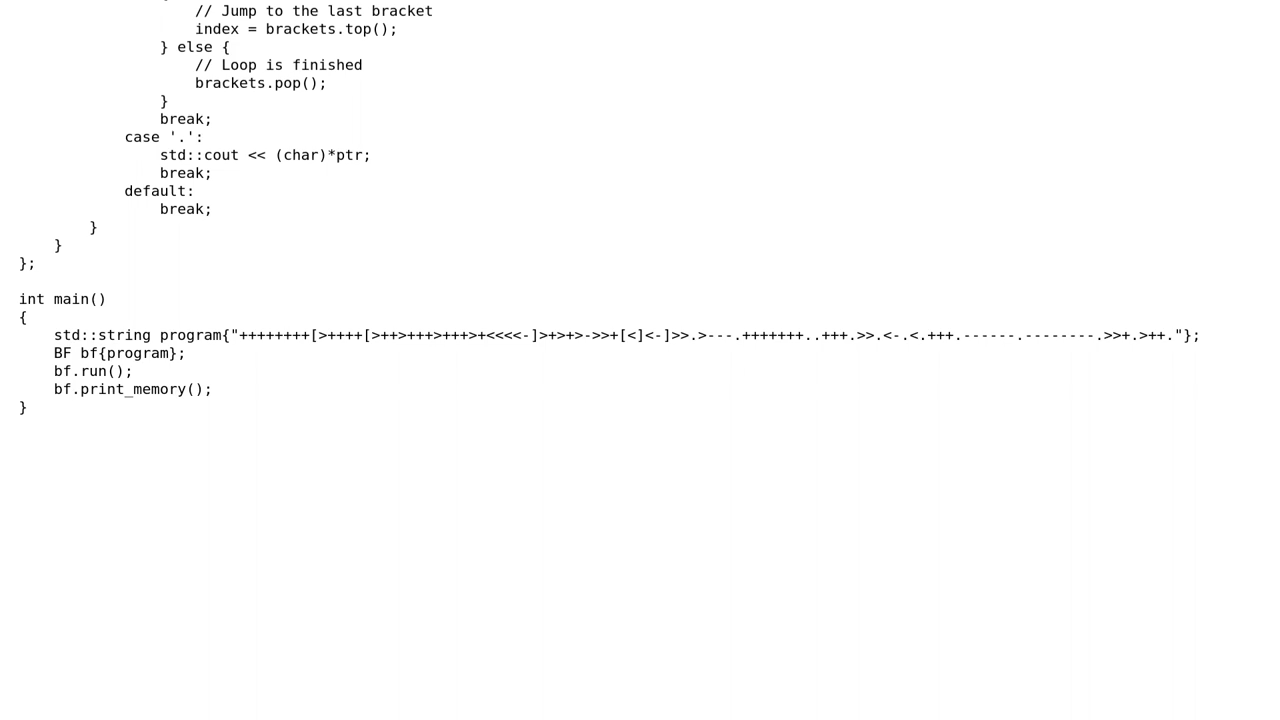 // Jump to the last bracket
index = brackets.top();
} else {
// Loop is finished
brackets.pop();
}
break;
case '.':
std::cout << (char)*ptr;
break;
default:
break;
}
}
};
int main()
{
std::string program{"++++++++[>++++[>++>+++>+++>+<<<<-]>+>+>->>+[<]<-]>>.>---.+++++++..+++.>>.<-.<.+++.------.--------.>>+.>++."};
BF bf{program};
bf.run();
bf.print_memory();
}